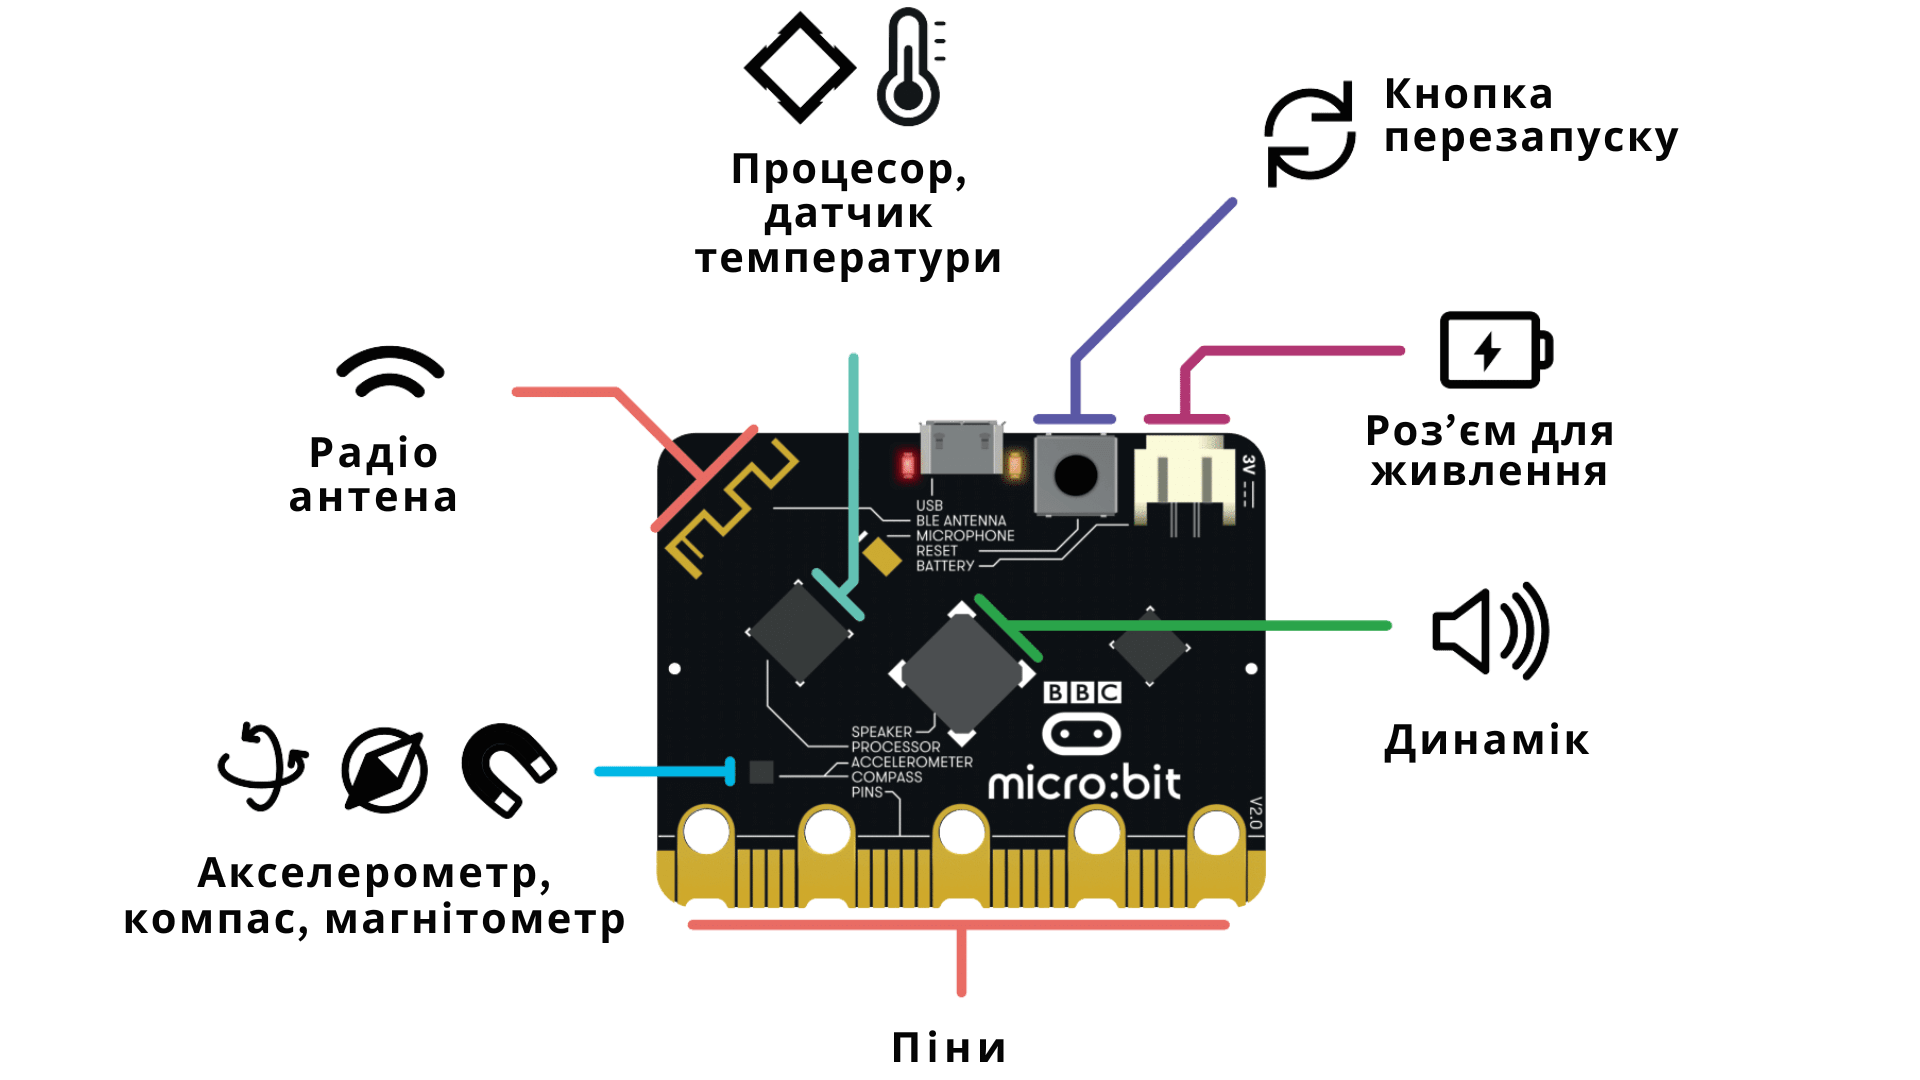 Процесор,
датчик
температури
Кнопка
перезапуску
Радіо
антена
Роз’єм для
живлення
3V
USB
BLE ANTENNA
MICROPHONE
RESET
BATTERY
Динамік
BBC
micro:bit
SPEAKER
PROCESSOR
ACCELEROMETER
COMPASS
PINS
V2.0
Акселерометр,
компас, магнітометр
Піни